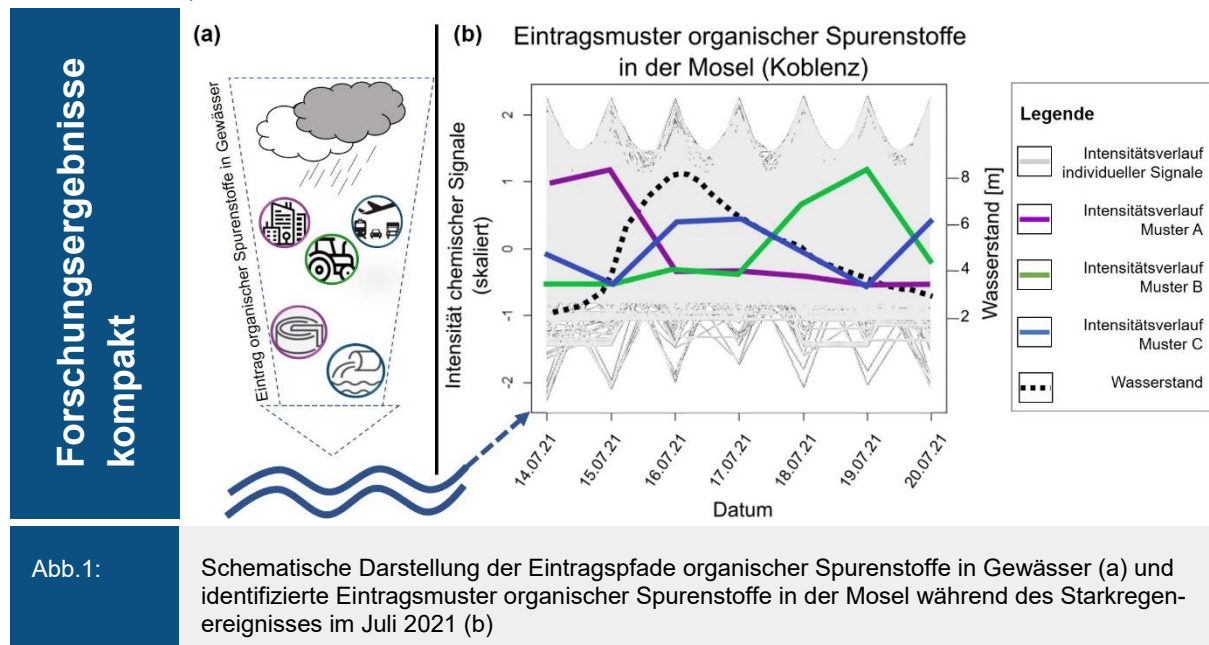 Forschungsergebnisse
kompakt
(a)
Eintrag organischer Spurenstoffe in Gewässer
(b)
Eintragsmuster organischer Spurenstoffe
in der Mosel (Koblenz)
Intensität chemischer Signale
(skaliert)
2
1
0
-1
-2
8
6
4
2
Wasserstand [m]
14.07.21
15.07.21
16.07.21
17.07.21
18.07.21
19.07.21
20.07.21
Datum
Legende
Intensitätsverlauf
individueller Signale
Intensitätsverlauf
Muster A
Intensitätsverlauf
Muster B
Intensitätsverlauf
Muster C
Wasserstand
Abb.1:
Schematische Darstellung der Eintragspfade organischer Spurenstoffe in Gewässer (a) und
identifizierte Eintragsmuster organischer Spurenstoffe in der Mosel während des Starkregen-
ereignisses im Juli 2021 (b)